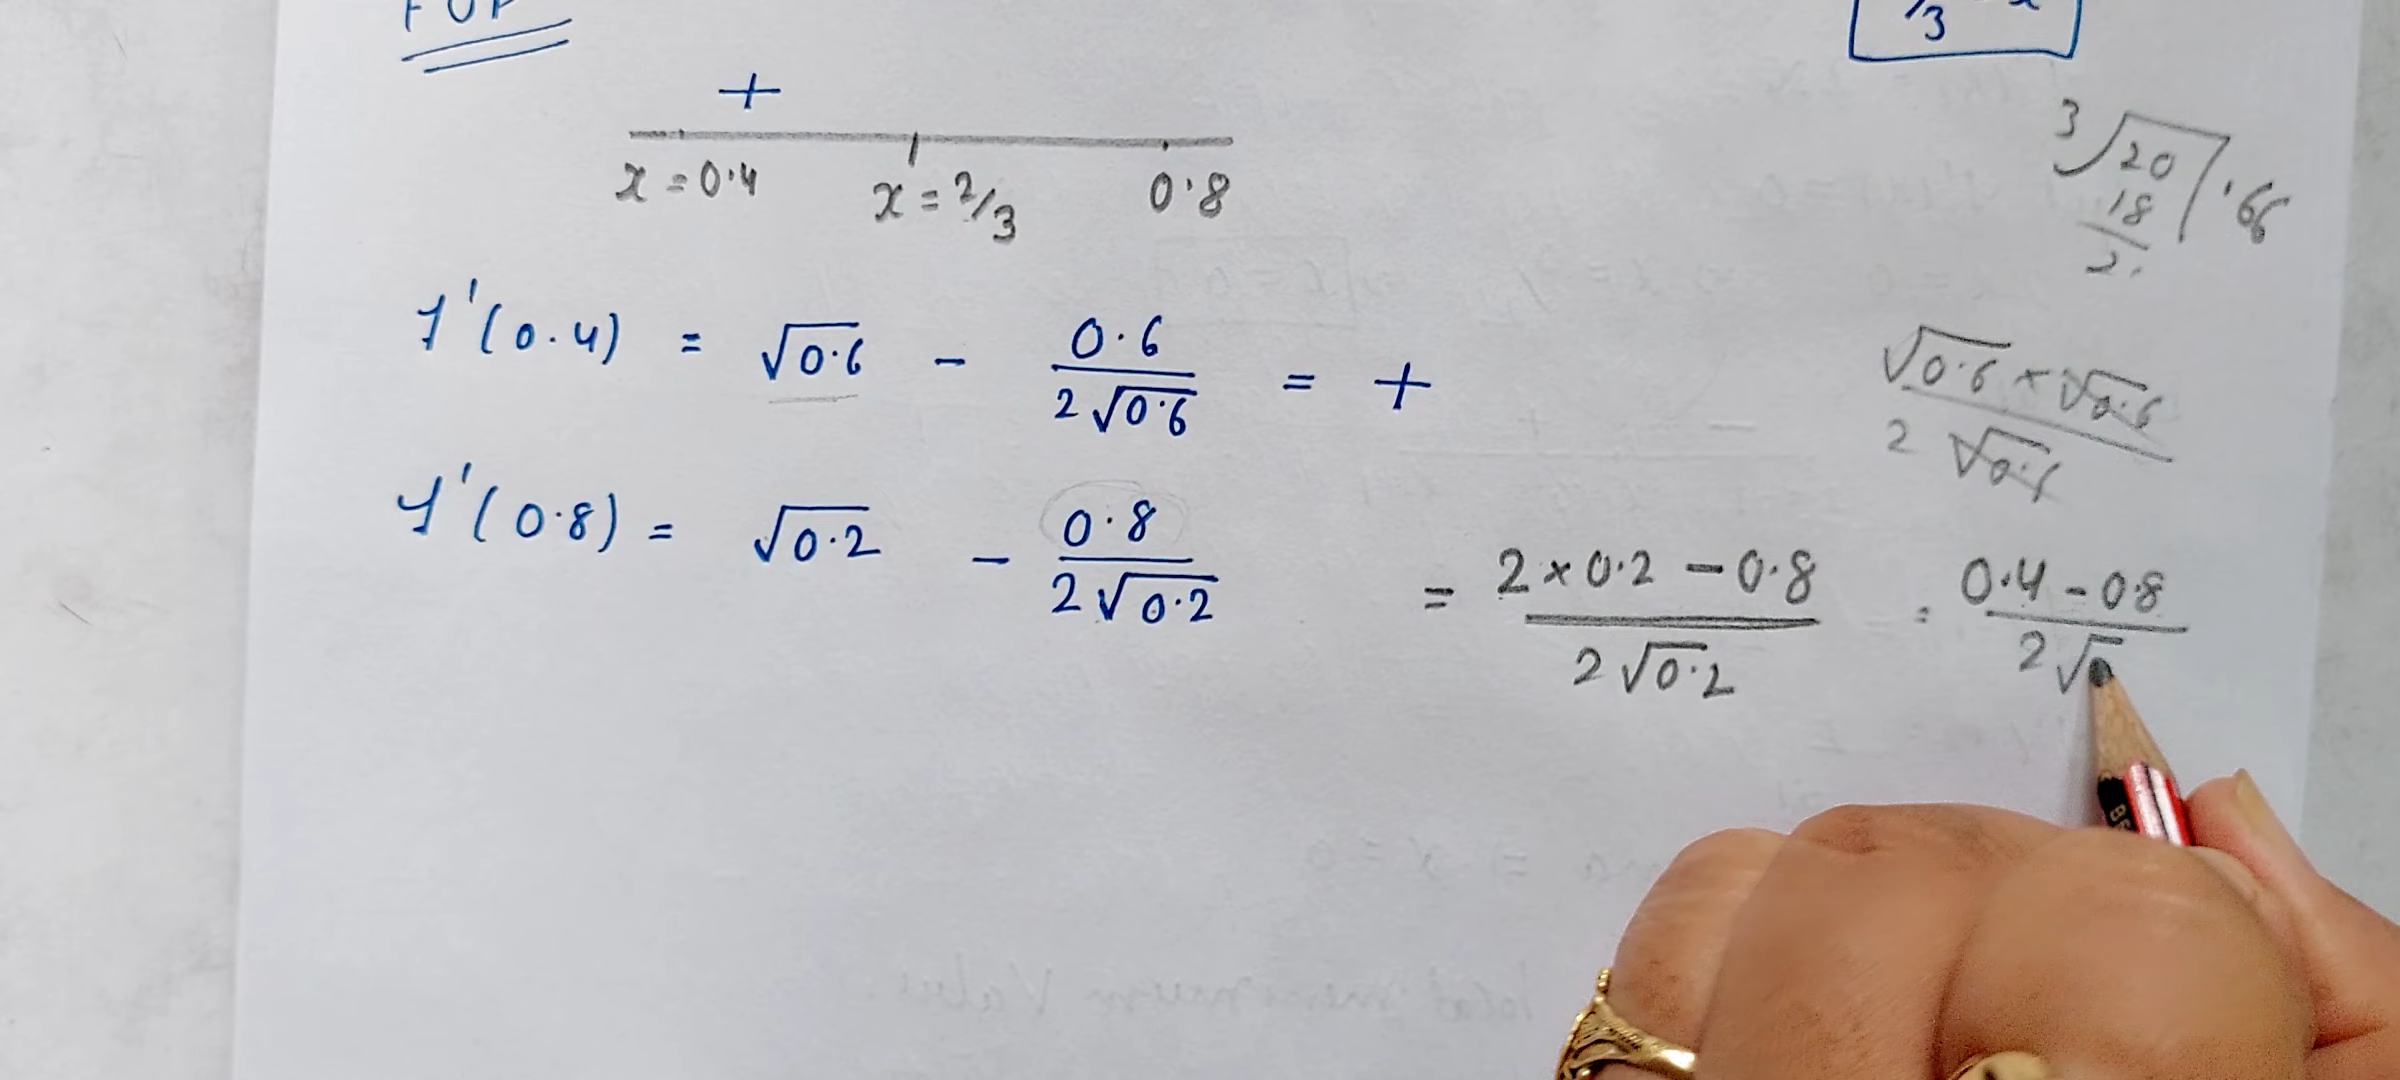 +
x = 0.4 x = 2/3 0.8
3 20 .66
18
2
f'(0.4) = √0.6 - 0.6 / 2√0.6 = +
√0.6 × √0.6 / 2 √0.6
f'(0.8) = √0.2 - 0.8 / 2√0.2 = 2 × 0.2 - 0.8 / 2√0.2 = 0.4 - 0.8 / 2√